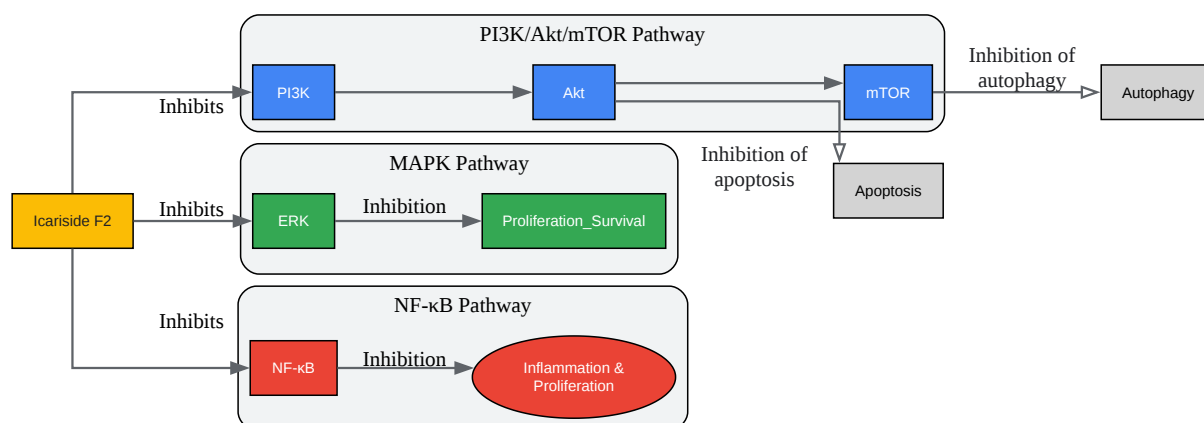 PI3K/Akt/mTOR Pathway
Inhibition of
autophagy
Inhibits
PI3K
Akt
mTOR
Autophagy
MAPK Pathway
Inhibition of
apoptosis
Apoptosis
Icariside F2
Inhibits
ERK
Inhibition
Proliferation_Survival
NF-κB Pathway
Inhibits
NF-κB
Inhibition
Inflammation &
Proliferation